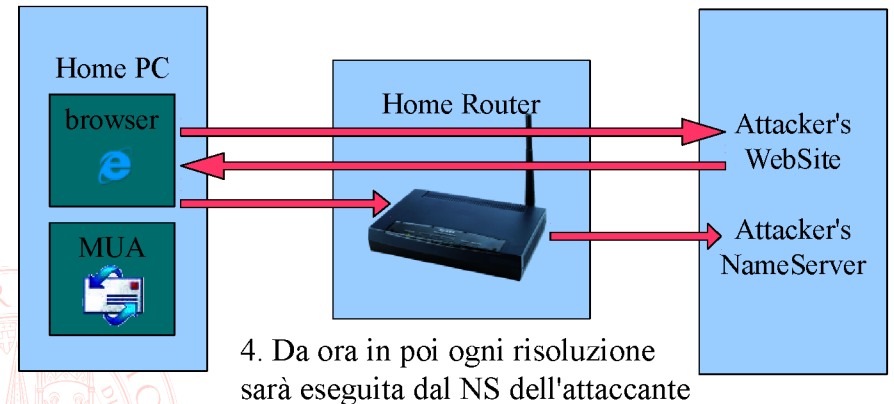 Home PC
browser
MUA
Home Router
Attacker's
WebSite
Attacker's
NameServer
4. Da ora in poi ogni risoluzione
sarà eseguita dal NS dell'attaccante